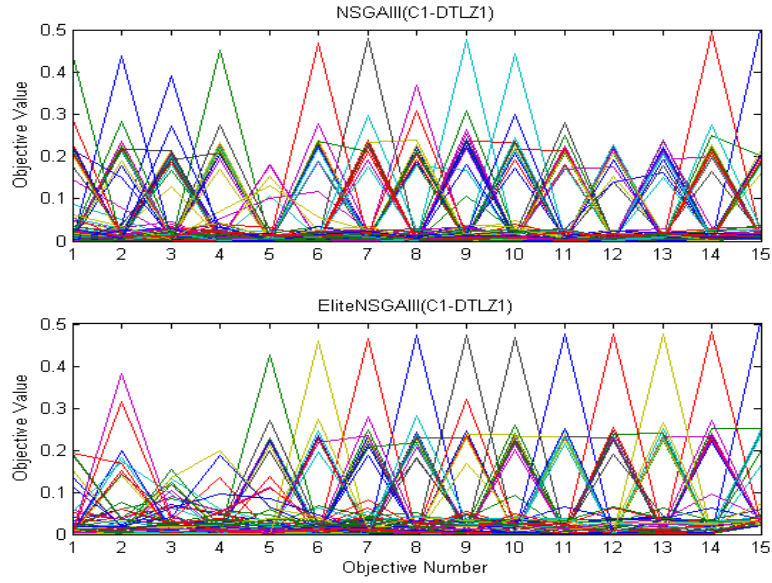 NSGAIII(C1-DTLZ1)
Objective Value
0.5
0.4
0.3
0.2
0.1
0
1 2 3 4 5 6 7 8 9 10 11 12 13 14 15
EliteNSGAIII(C1-DTLZ1)
Objective Value
0.5
0.4
0.3
0.2
0.1
0
1 2 3 4 5 6 7 8 9 10 11 12 13 14 15
Objective Number